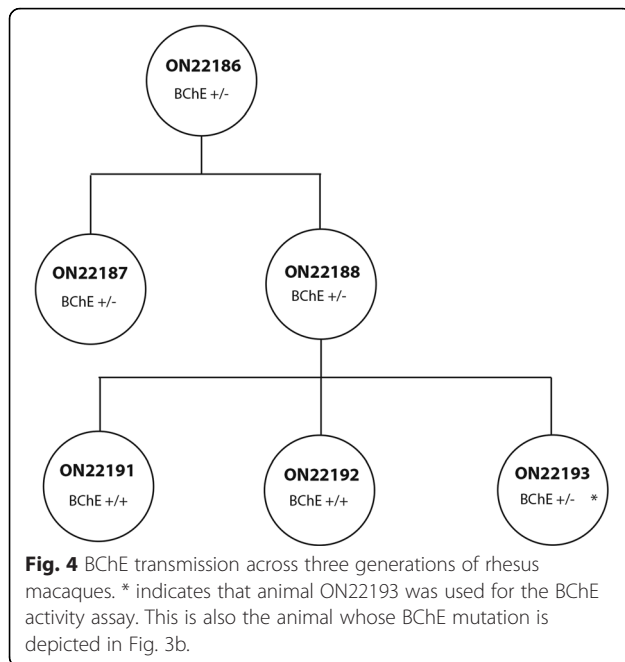 ON22186
BChE +/-
ON22187
BChE +/-
ON22188
BChE +/-
ON22191
BChE +/+
ON22192
BChE +/+
ON22193
BChE +/- *
Fig. 4 BChE transmission across three generations of rhesus
macaques. * indicates that animal ON22193 was used for the BChE
activity assay. This is also the animal whose BChE mutation is
depicted in Fig. 3b.